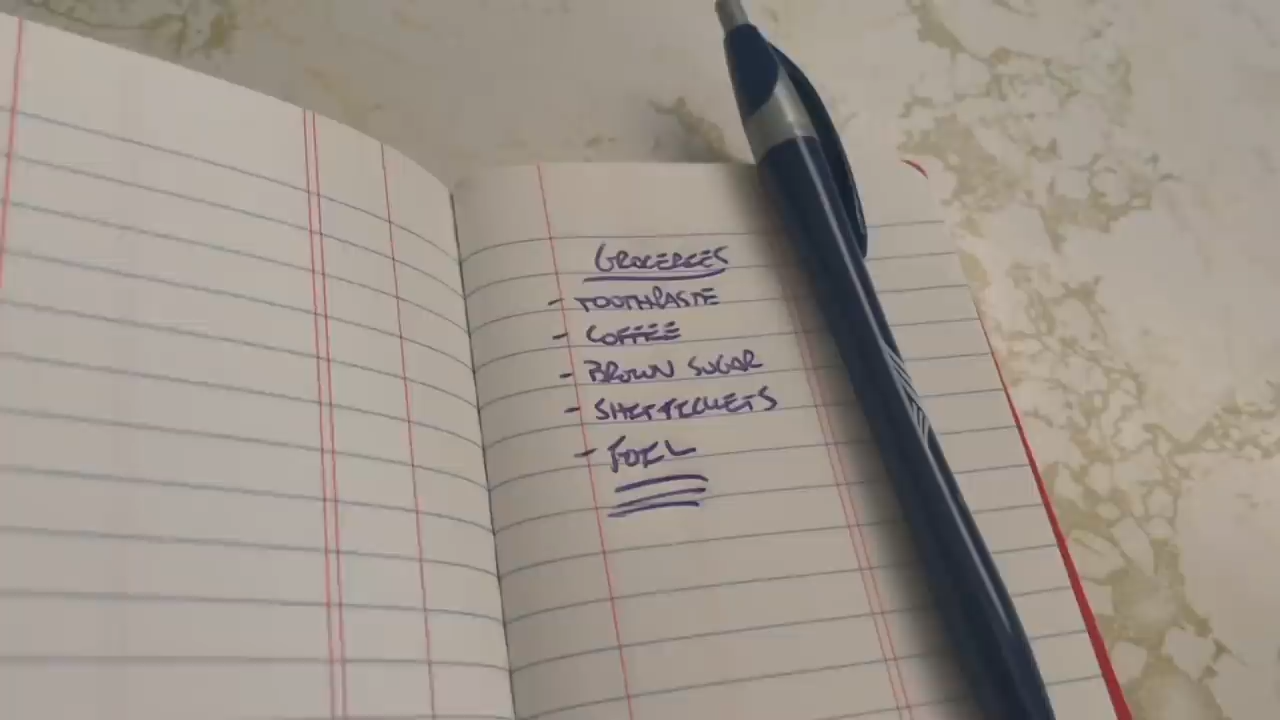 GROCERIES
- TOOTHPASTE
- COFFEE
- BROWN SUGAR
- FOIL